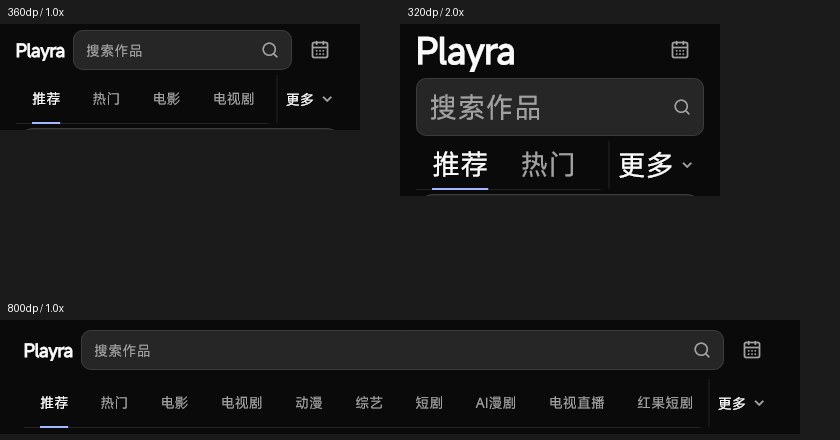 360dp / 1.0x
Playra 搜索作品
推荐 热门 电影 电视剧 更多
320dp / 2.0x
Playra
搜索作品
推荐 热门 更多
800dp / 1.0x
Playra 搜索作品
推荐 热门 电影 电视剧 动漫 综艺 短剧 AI漫剧 电视直播 红果短剧 更多